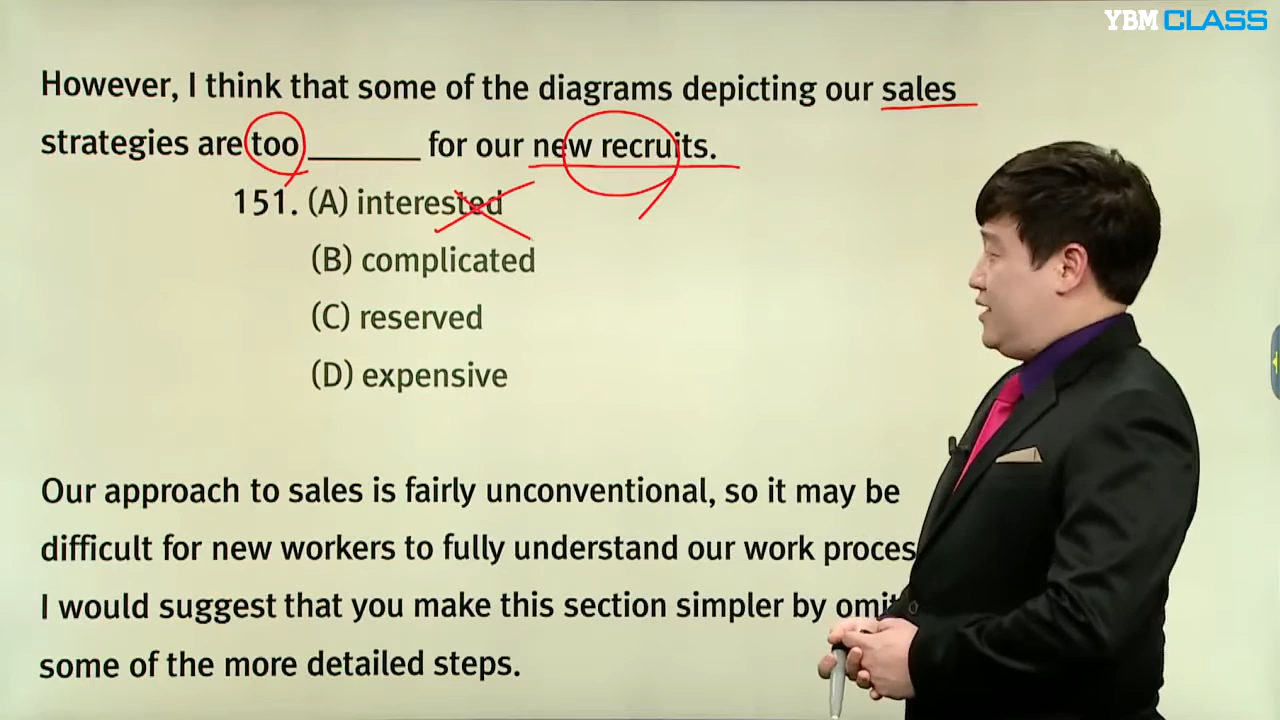 YBM CLASS
However, I think that some of the diagrams depicting our sales
strategies are too ______ for our new recruits.
151. (A) interested
(B) complicated
(C) reserved
(D) expensive
Our approach to sales is fairly unconventional, so it may be
difficult for new workers to fully understand our work
I would suggest that you make this section simpler by
some of the more detailed steps.